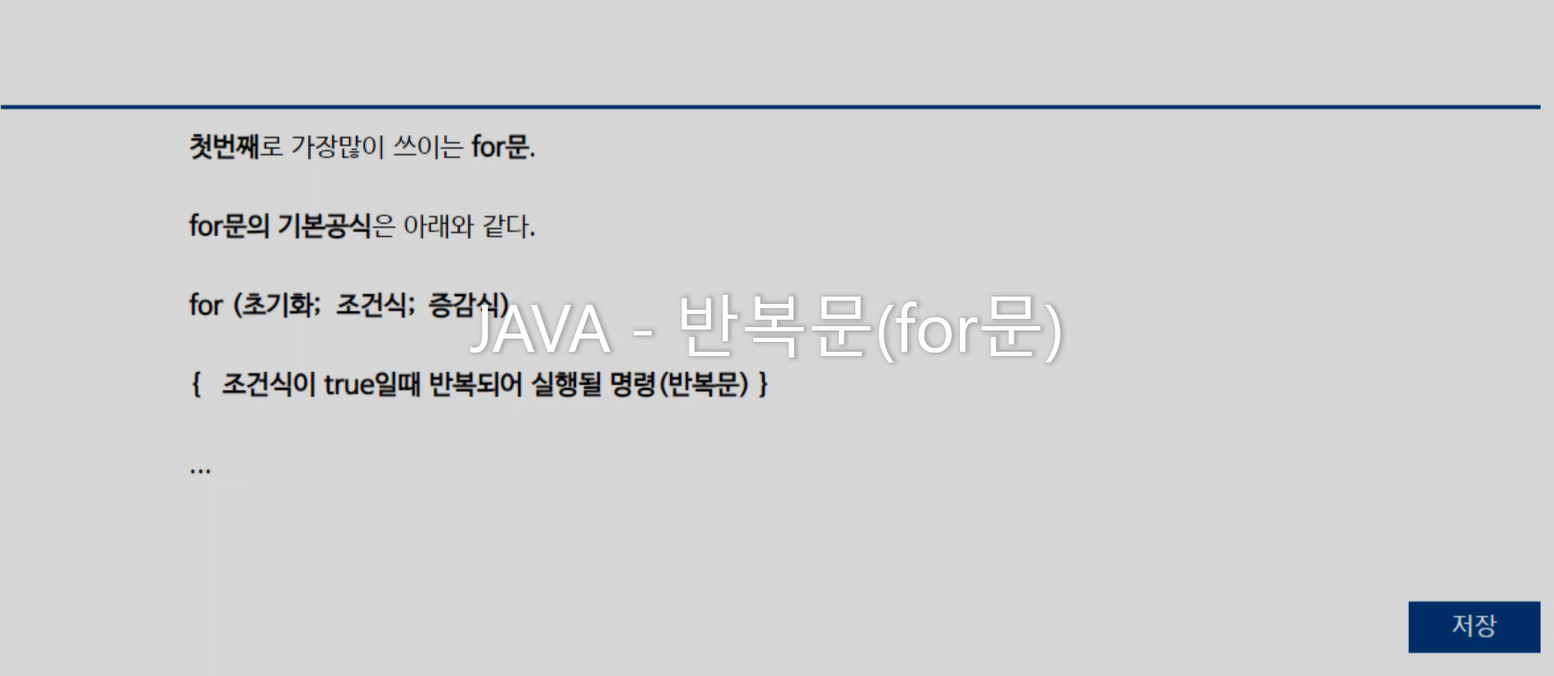 첫번째로 가장많이 쓰이는 for문.
for문의 기본공식은 아래와 같다.
for (초기화; 조건식; 증감식)
JAVA - 반복문(for문)
{ 조건식이 true일때 반복되어 실행될 명령(반복문) }
...
저장